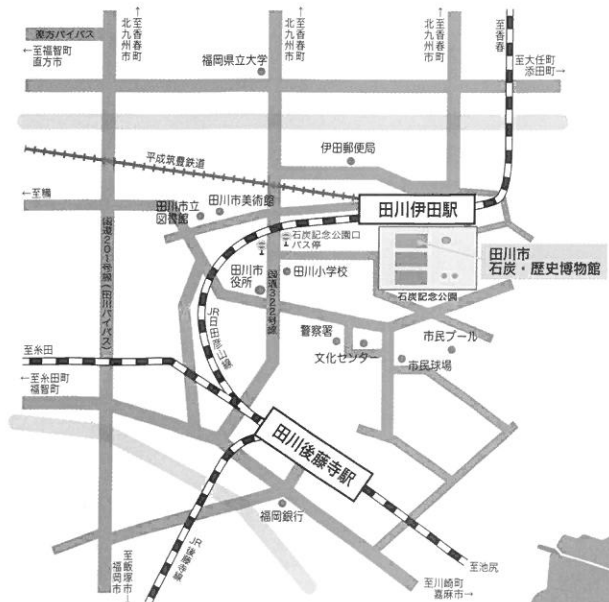 ↑至香春町
北九州市
↑至香春町
北九州市
↑至香春町
北九州市
至香春
方バイパス
←至福智町
直方市
福岡県立大学
至大任町
添田町→
伊田郵便局
平成筑豊鉄道
←至
田川市美術館
田川市立
図書館
田川伊田駅
石炭記念公園口
バス停
田川市
石炭・歴史博物館
田川市
役所
田川小学校
石炭記念公園
国道201号線(田川バイパス)
国道322号線
JR日田彦山線
警察署
文化センター
市民プール
市民球場
至糸田
←至糸田町
福智町
田川後藤寺駅
福岡銀行
JR後藤寺線
至飯塚市
福岡市
至池尻
至川崎町
嘉麻市→